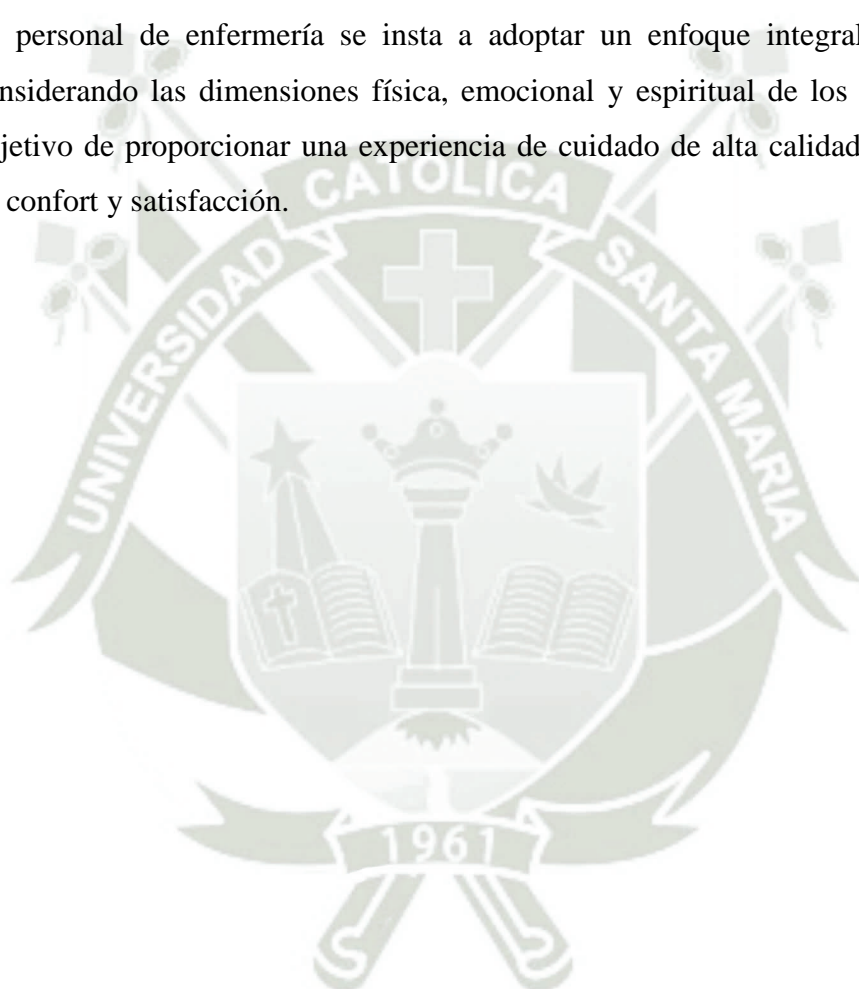 personal de enfermería se insta a adoptar un enfoque integral
nsiderando las dimensiones física, emocional y espiritual de los
jetivo de proporcionar una experiencia de cuidado de alta calidad
confort y satisfacción.
UNIVERSIDAD CATOLICA SANTA MARIA
1961